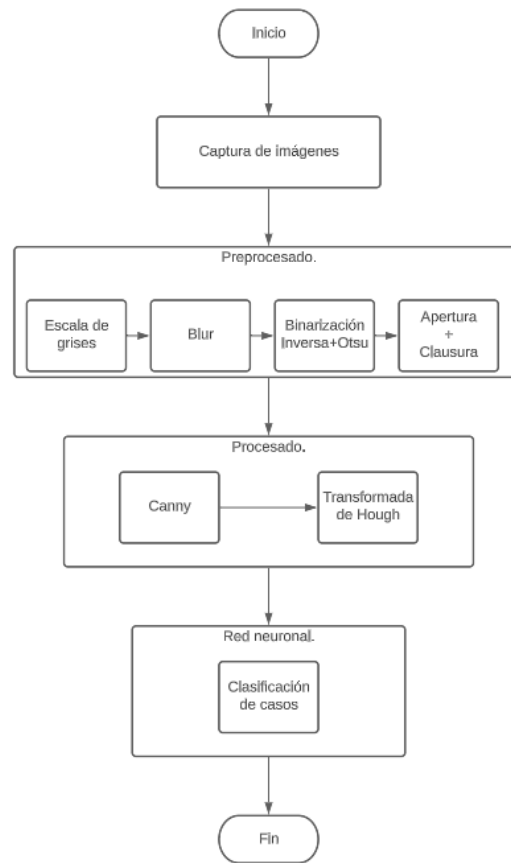 Inicio
Captura de imágenes
Preprocesado.
Escala de
grises
Blur
Binarización
Inversa+Otsu
Apertura
+
Clausura
Procesado.
Canny
Transformada
de Hough
Red neuronal.
Clasificación
de casos
Fin